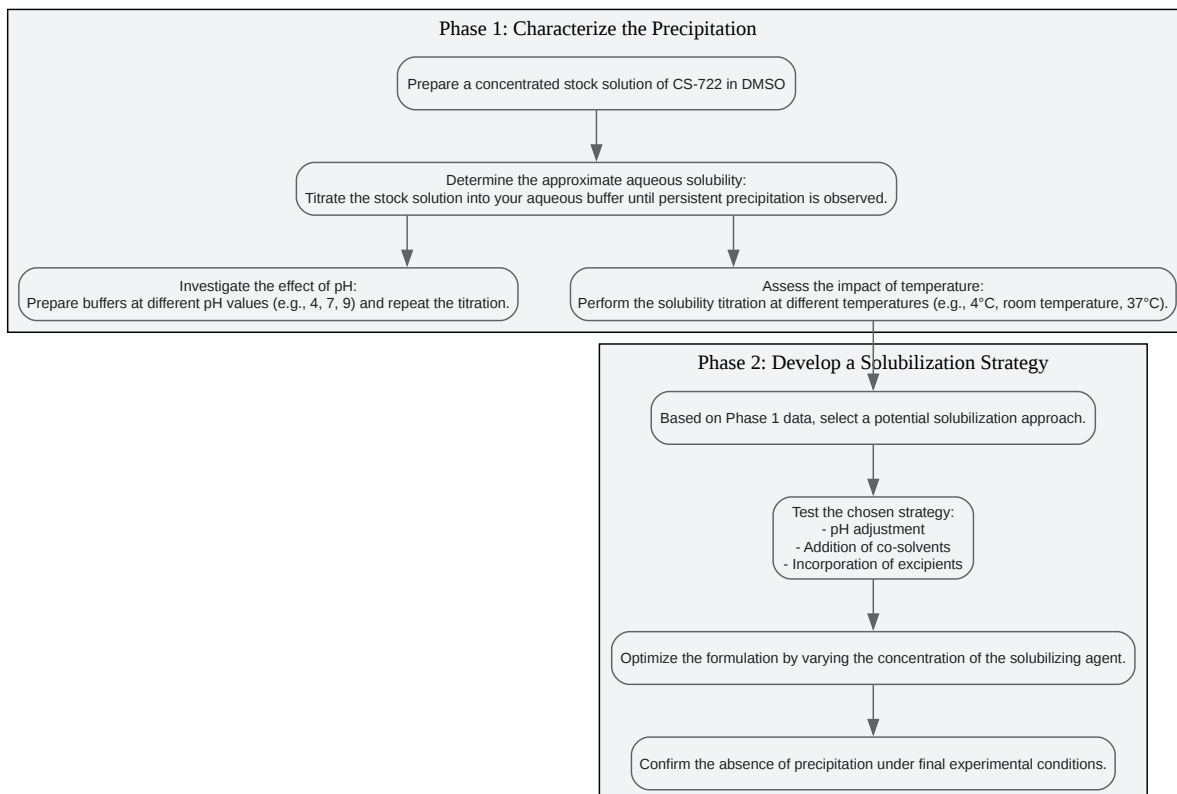 Phase 1: Characterize the Precipitation
Prepare a concentrated stock solution of CS-722 in DMSO
Determine the approximate aqueous solubility:
Titrate the stock solution into your aqueous buffer until persistent precipitation is observed.
Investigate the effect of pH:
Prepare buffers at different pH values (e.g., 4, 7, 9) and repeat the titration.
Assess the impact of temperature:
Perform the solubility titration at different temperatures (e.g., 4°C, room temperature, 37°C).
Phase 2: Develop a Solubilization Strategy
Based on Phase 1 data, select a potential solubilization approach.
Test the chosen strategy:
- pH adjustment
- Addition of co-solvents
- Incorporation of excipients
Optimize the formulation by varying the concentration of the solubilizing agent.
Confirm the absence of precipitation under final experimental conditions.